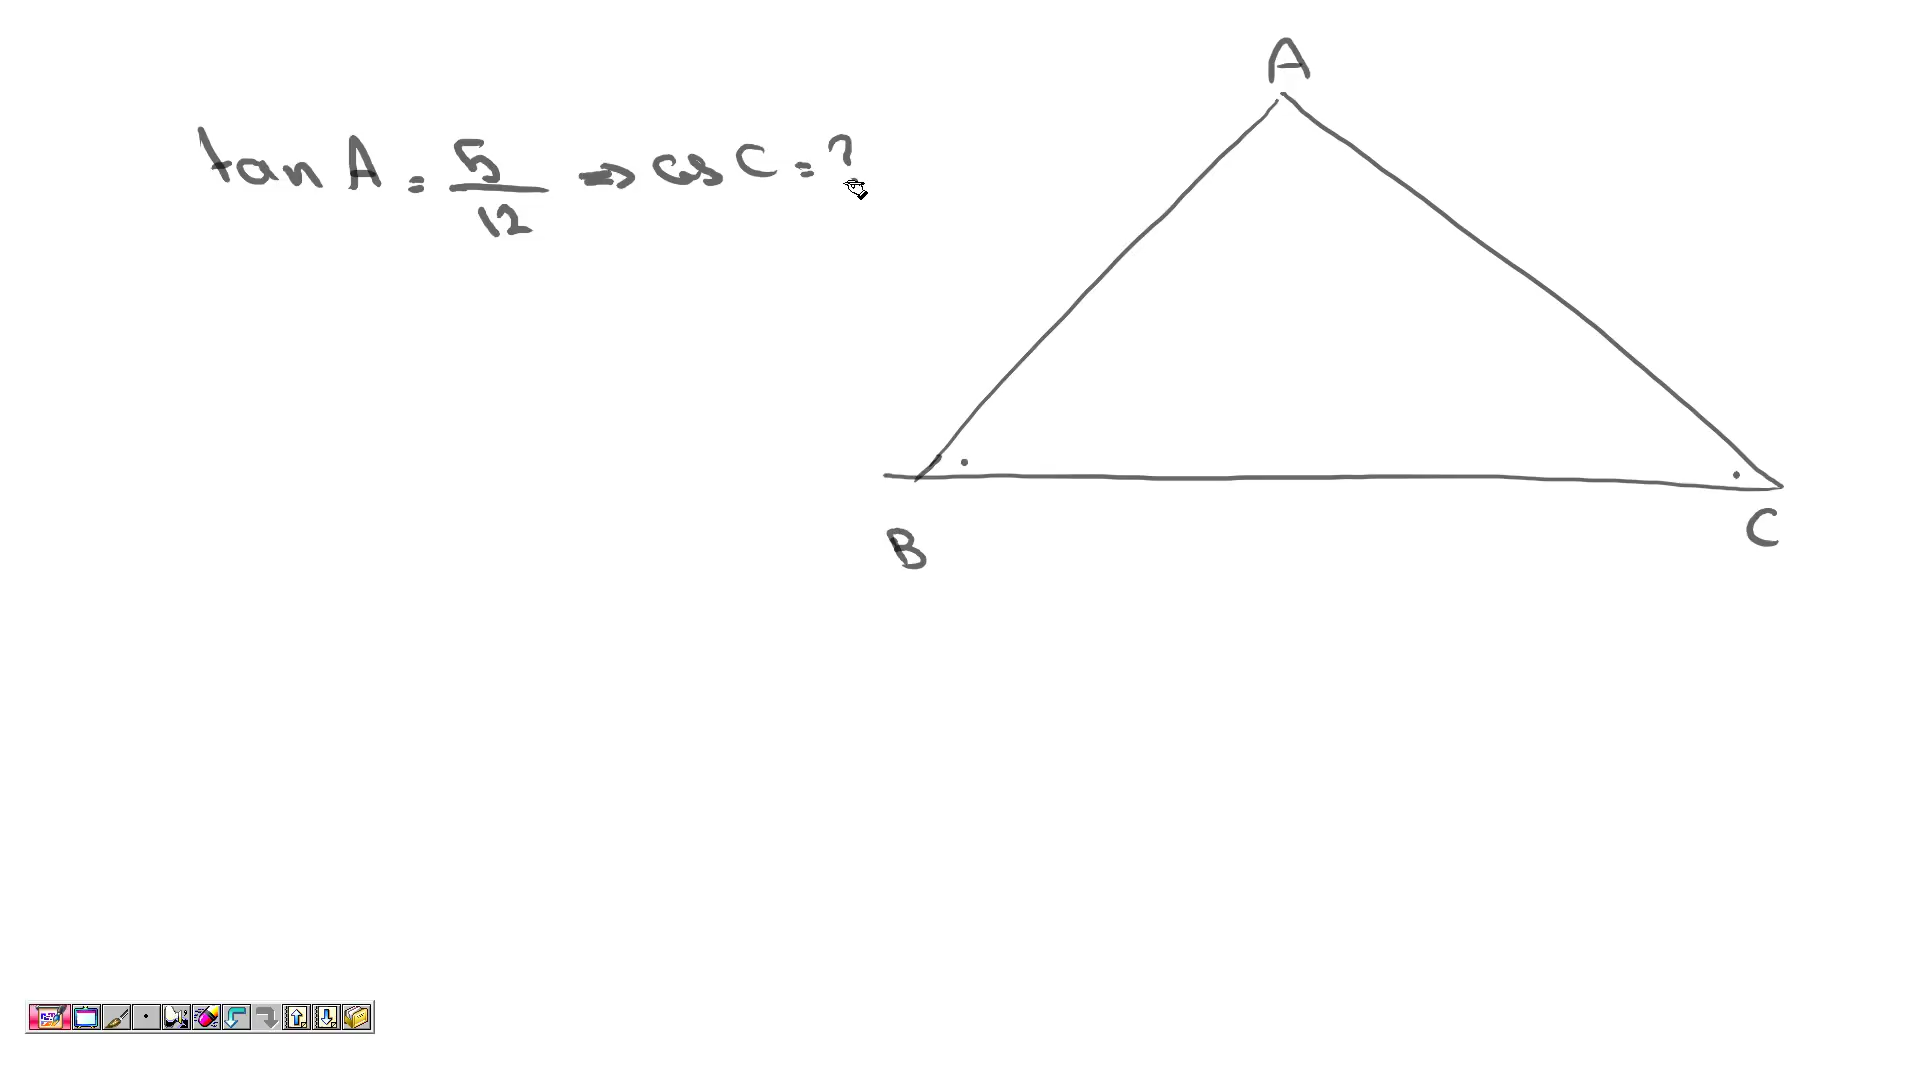 A
tan A = 5/12 ⇒ cos C = ?
B
C